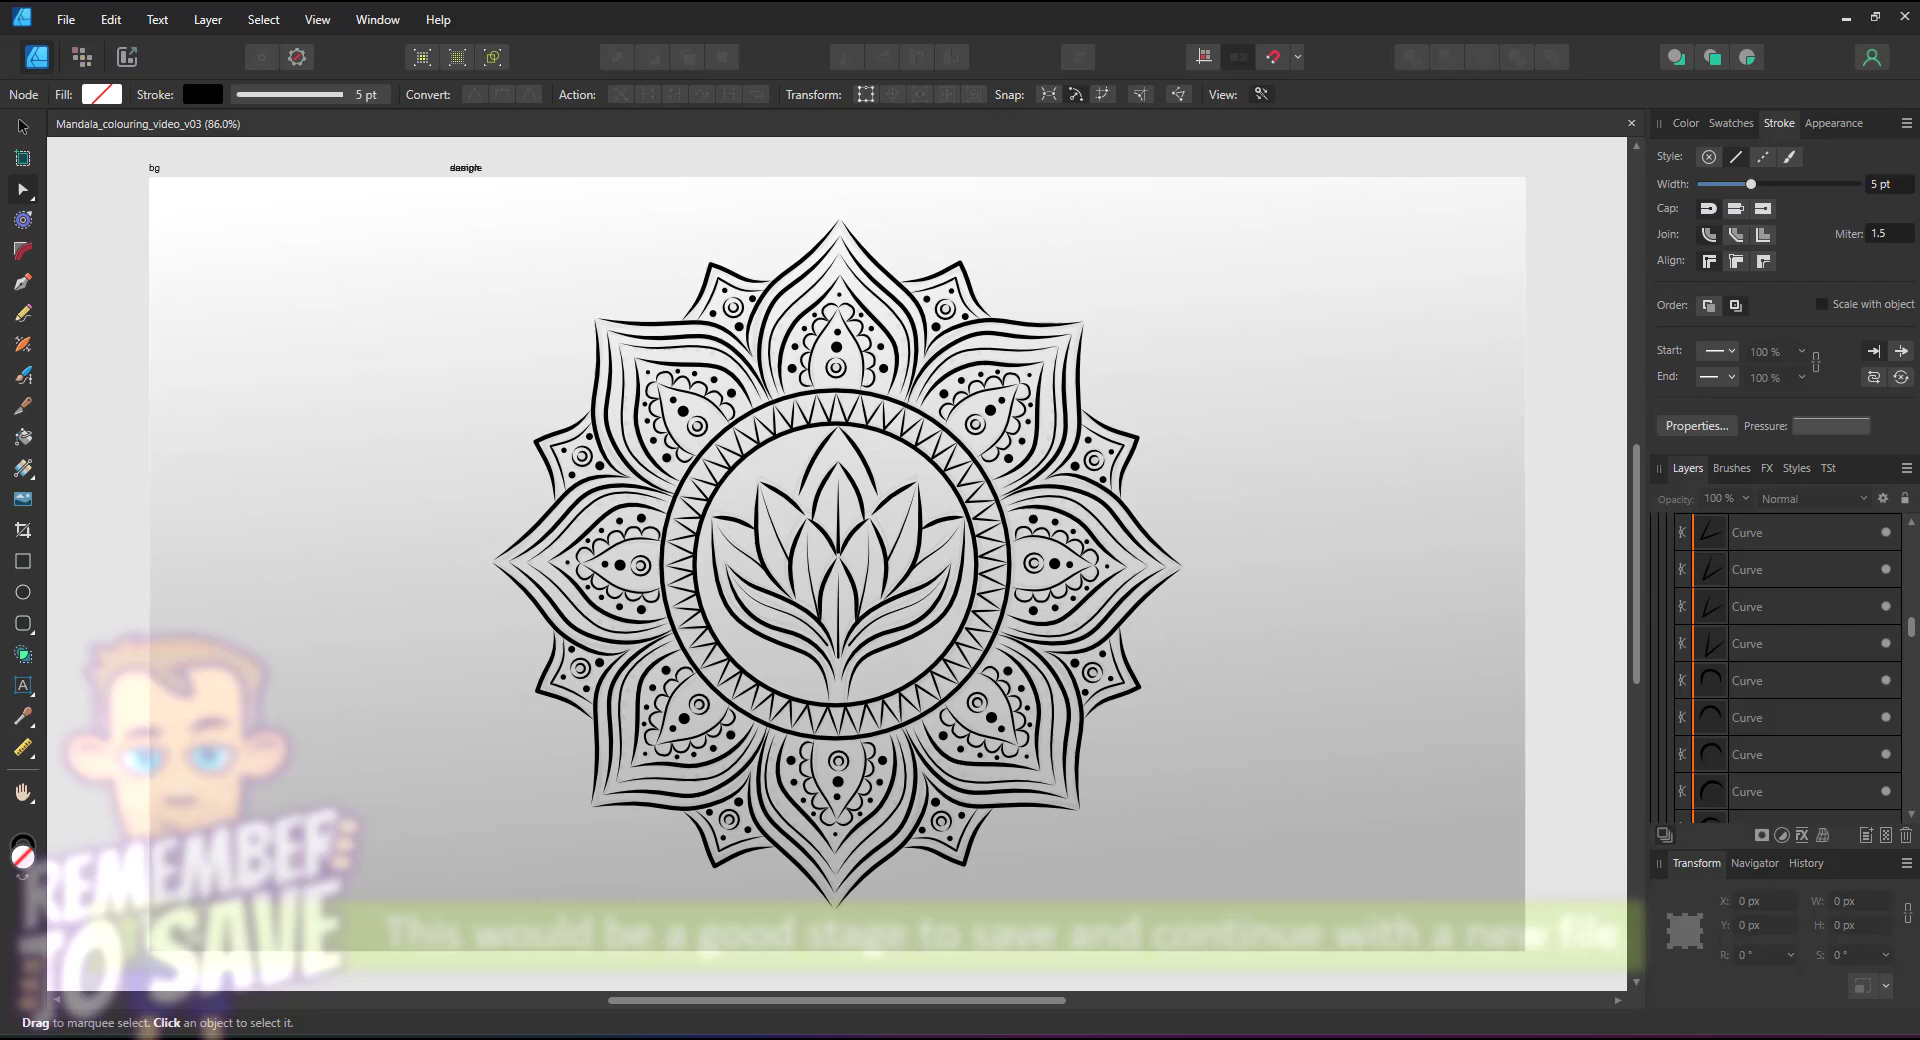 File Edit Text Layer Select View Window Help
Node Fill: Stroke: 5 pt Convert: Action: Transform: Snap: View:
Mandala_colouring_video_v03 (86.0%)
bg
Color Swatches Stroke Appearance
Style:
Width: 5 pt
Cap:
Join: Miter: 1.5
Align:
Order: Scale with object
Start: 100 %
End: 100 %
Properties... Pressure:
Layers Brushes FX Styles TSt
Opacity: 100 % Normal
Curve
Curve
Curve
Curve
Curve
Curve
Curve
Curve
Transform Navigator History
X: 0 px W: 0 px
Y: 0 px H: 0 px
R: 0 ° S: 0 °
REMEMBER
TO SAVE
This would be a good stage to save and continue with a new file
Drag to marquee select. Click an object to select it.